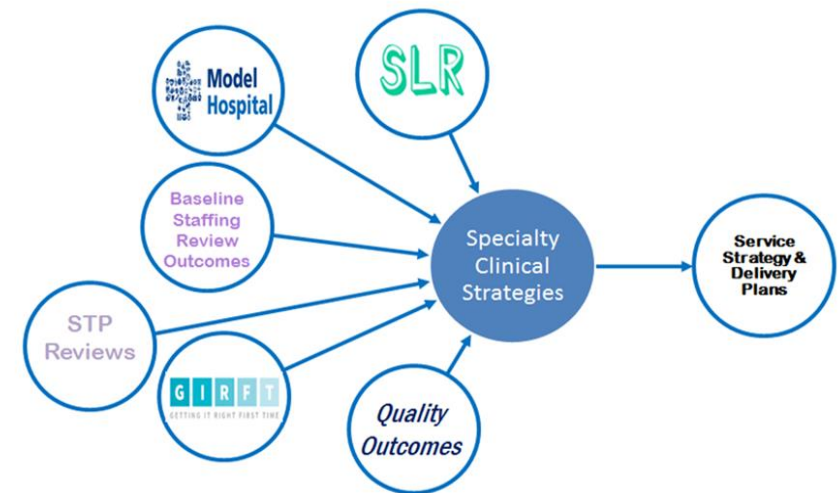 Model
Hospital
SLR
Baseline
Staffing
Review
Outcomes
STP
Reviews
GIRFT
GETTING IT RIGHT FIRST TIME
Quality
Outcomes
Specialty
Clinical
Strategies
Service
Strategy &
Delivery
Plans